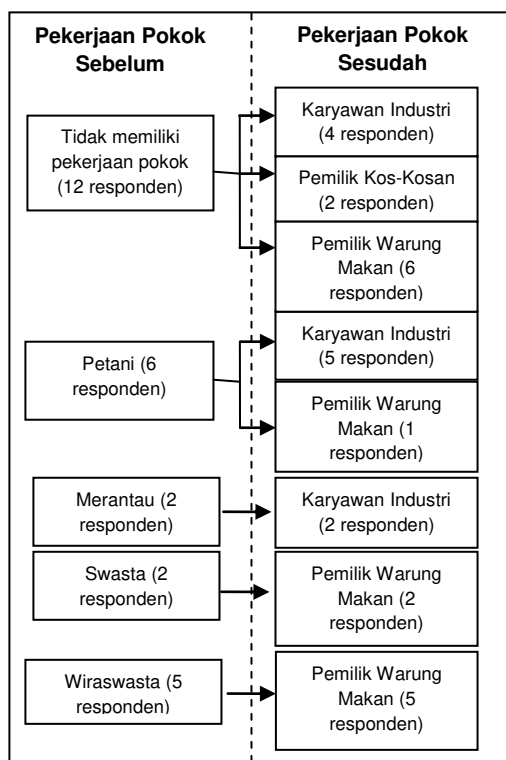 Pekerjaan Pokok
Sebelum
Pekerjaan Pokok
Sesudah
Tidak memiliki
pekerjaan pokok
(12 responden)
Karyawan Industri
(4 responden)
Pemilik Kos-Kosan
(2 responden)
Pemilik Warung
Makan (6
responden)
Petani (6
responden)
Karyawan Industri
(5 responden)
Pemilik Warung
Makan (1
responden)
Merantau (2
responden)
Karyawan Industri
(2 responden)
Swasta (2
responden)
Pemilik Warung
Makan (2
responden)
Wiraswasta (5
responden)
Pemilik Warung
Makan (5
responden)